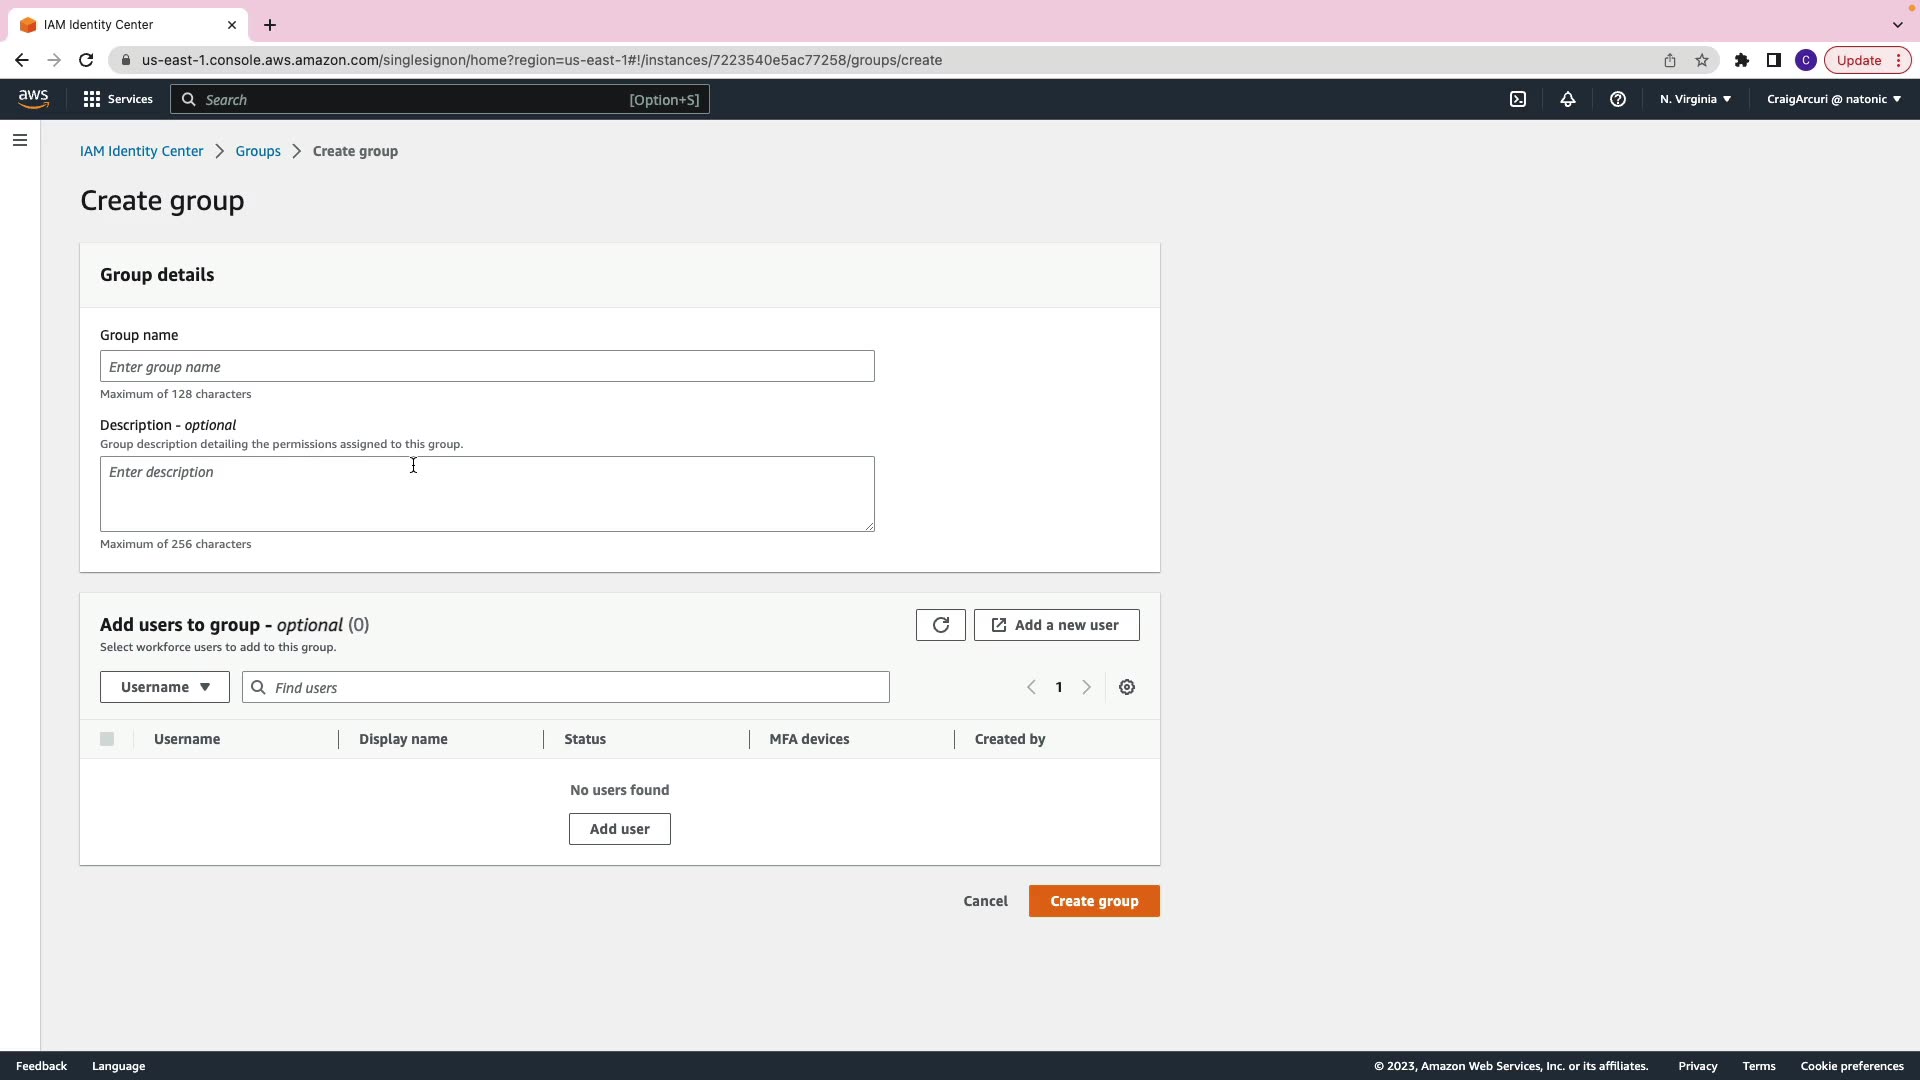 IAM Identity Center
us-east-1.console.aws.amazon.com/singlesignon/home?region=us-east-1#!/instances/7223540e5ac77258/groups/create
C
Update
aws
Services
Search
[Option+S]
N. Virginia
CraigArcuri @ natonic
IAM Identity Center
Groups
Create group
Create group
Group details
Group name
Enter group name
Maximum of 128 characters
Description - optional
Group description detailing the permissions assigned to this group.
Enter description
Maximum of 256 characters
Add users to group - optional (0)
Add a new user
Select workforce users to add to this group.
Username
Find users
1
Username
Display name
Status
MFA devices
Created by
No users found
Add user
Cancel
Create group
Feedback
Language
© 2023, Amazon Web Services, Inc. or its affiliates.
Privacy
Terms
Cookie preferences